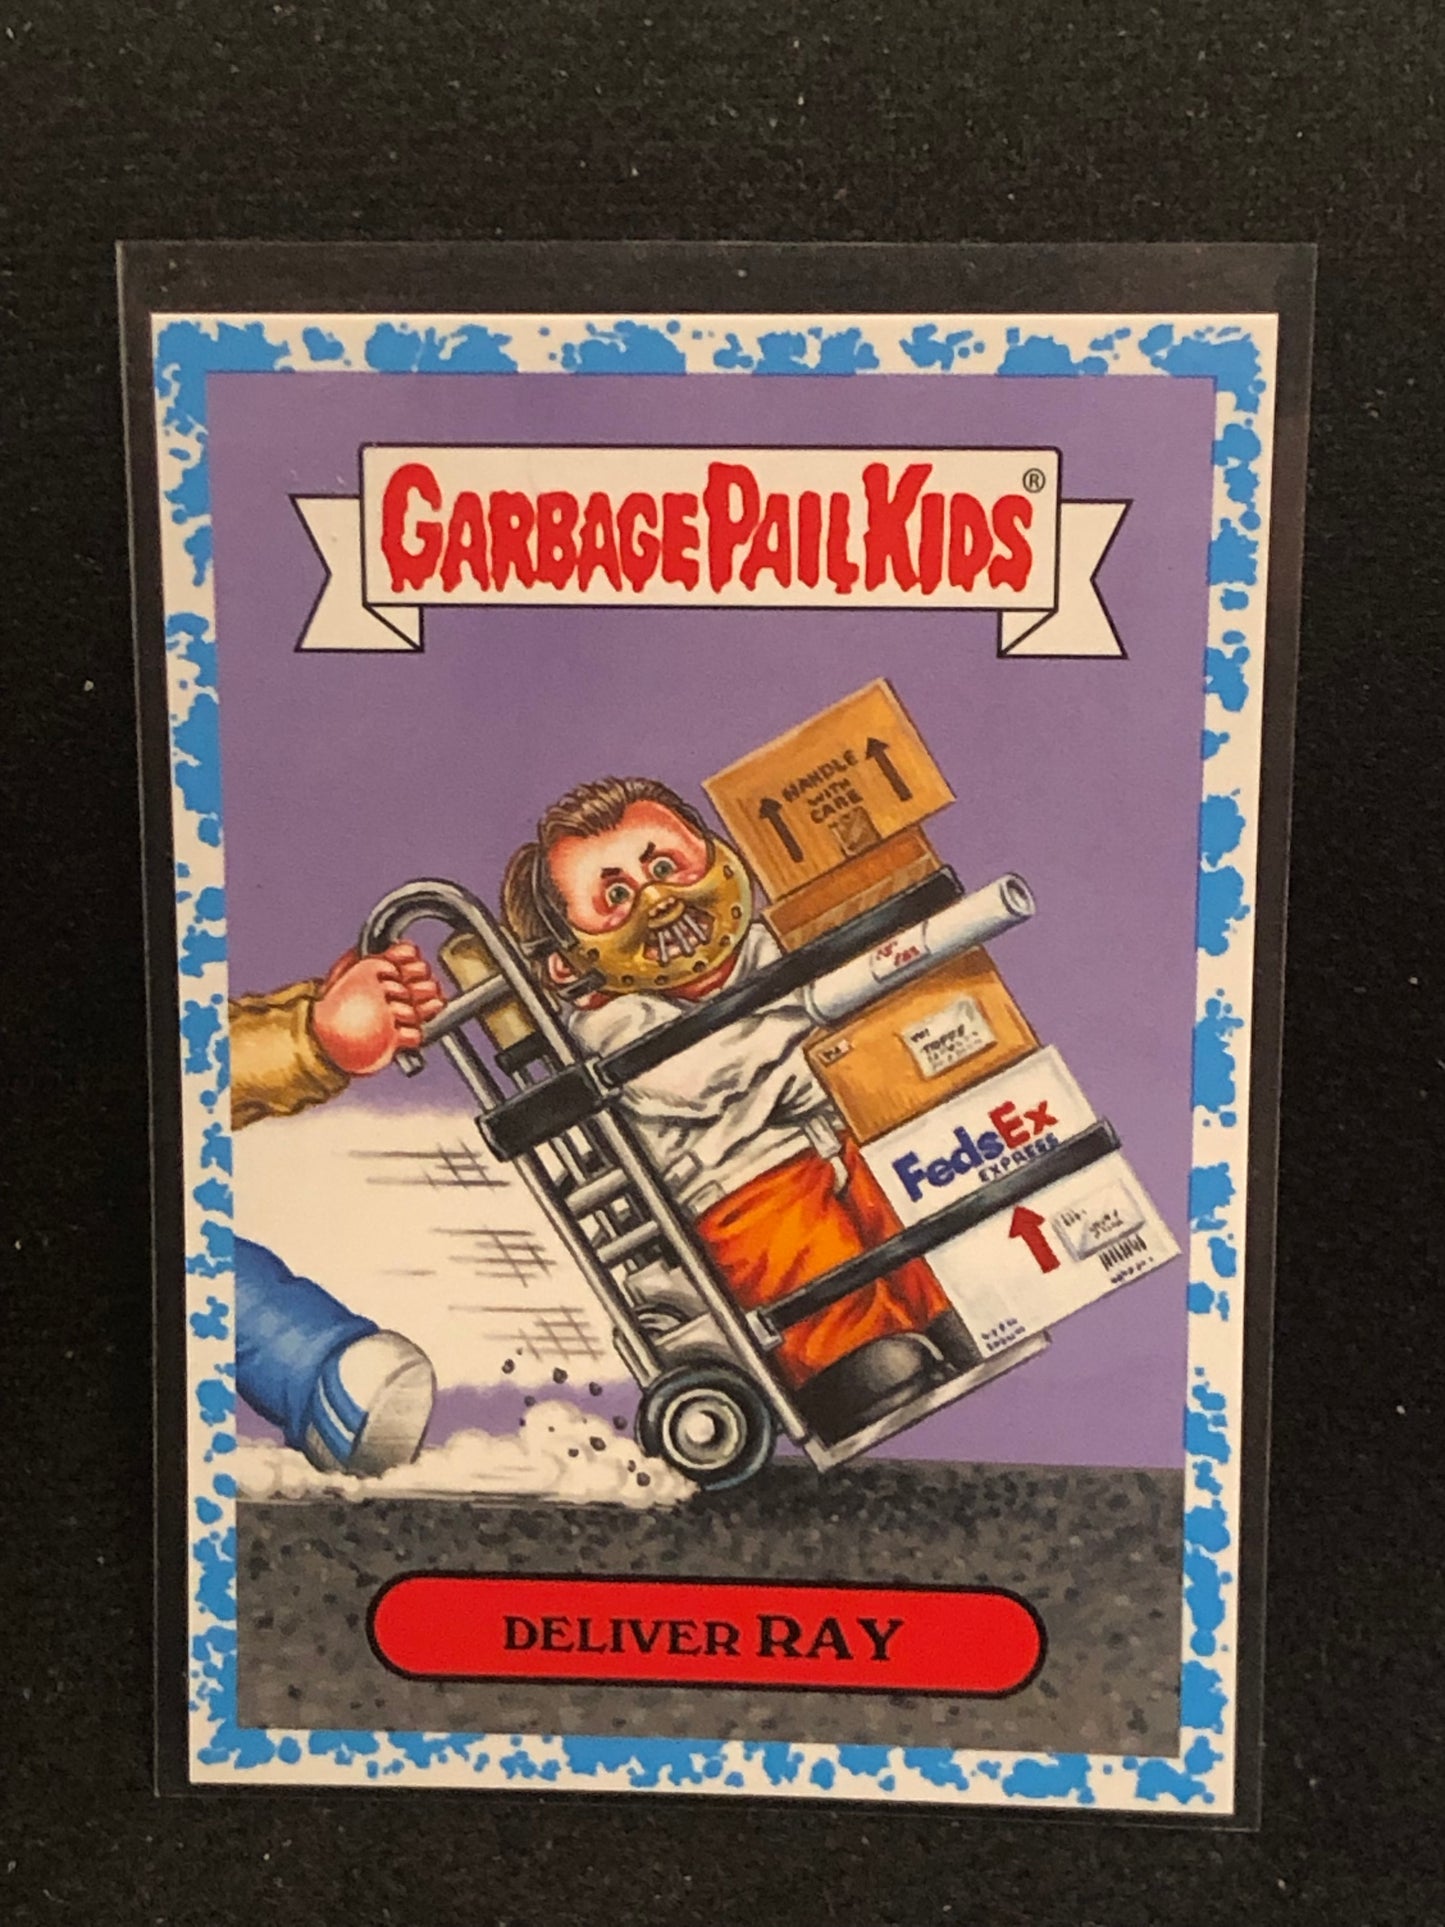 GARBAGE PAIL KIDS®
HANDLE
WITH
CARE
FedsEx
EXPRESS
DELIVER RAY